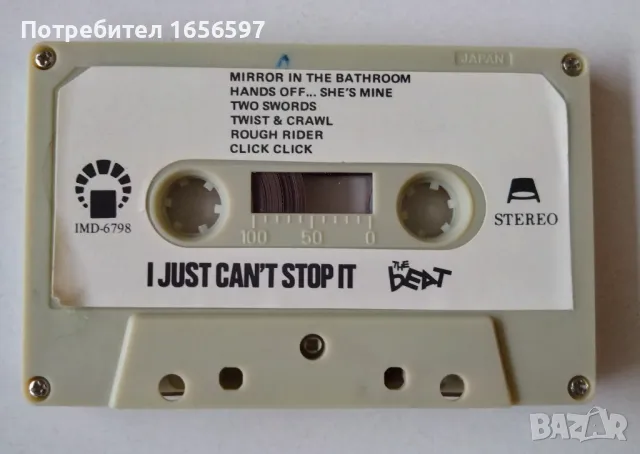 Потребител 1656597
JAPAN
MIRROR IN THE BATHROOM
HANDS OFF... SHE'S MINE
TWO SWORDS
TWIST & CRAWL
ROUGH RIDER
CLICK CLICK
IMD-6798
STEREO
100 50 0
I JUST CAN'T STOP IT THE BEAT
BAZAR